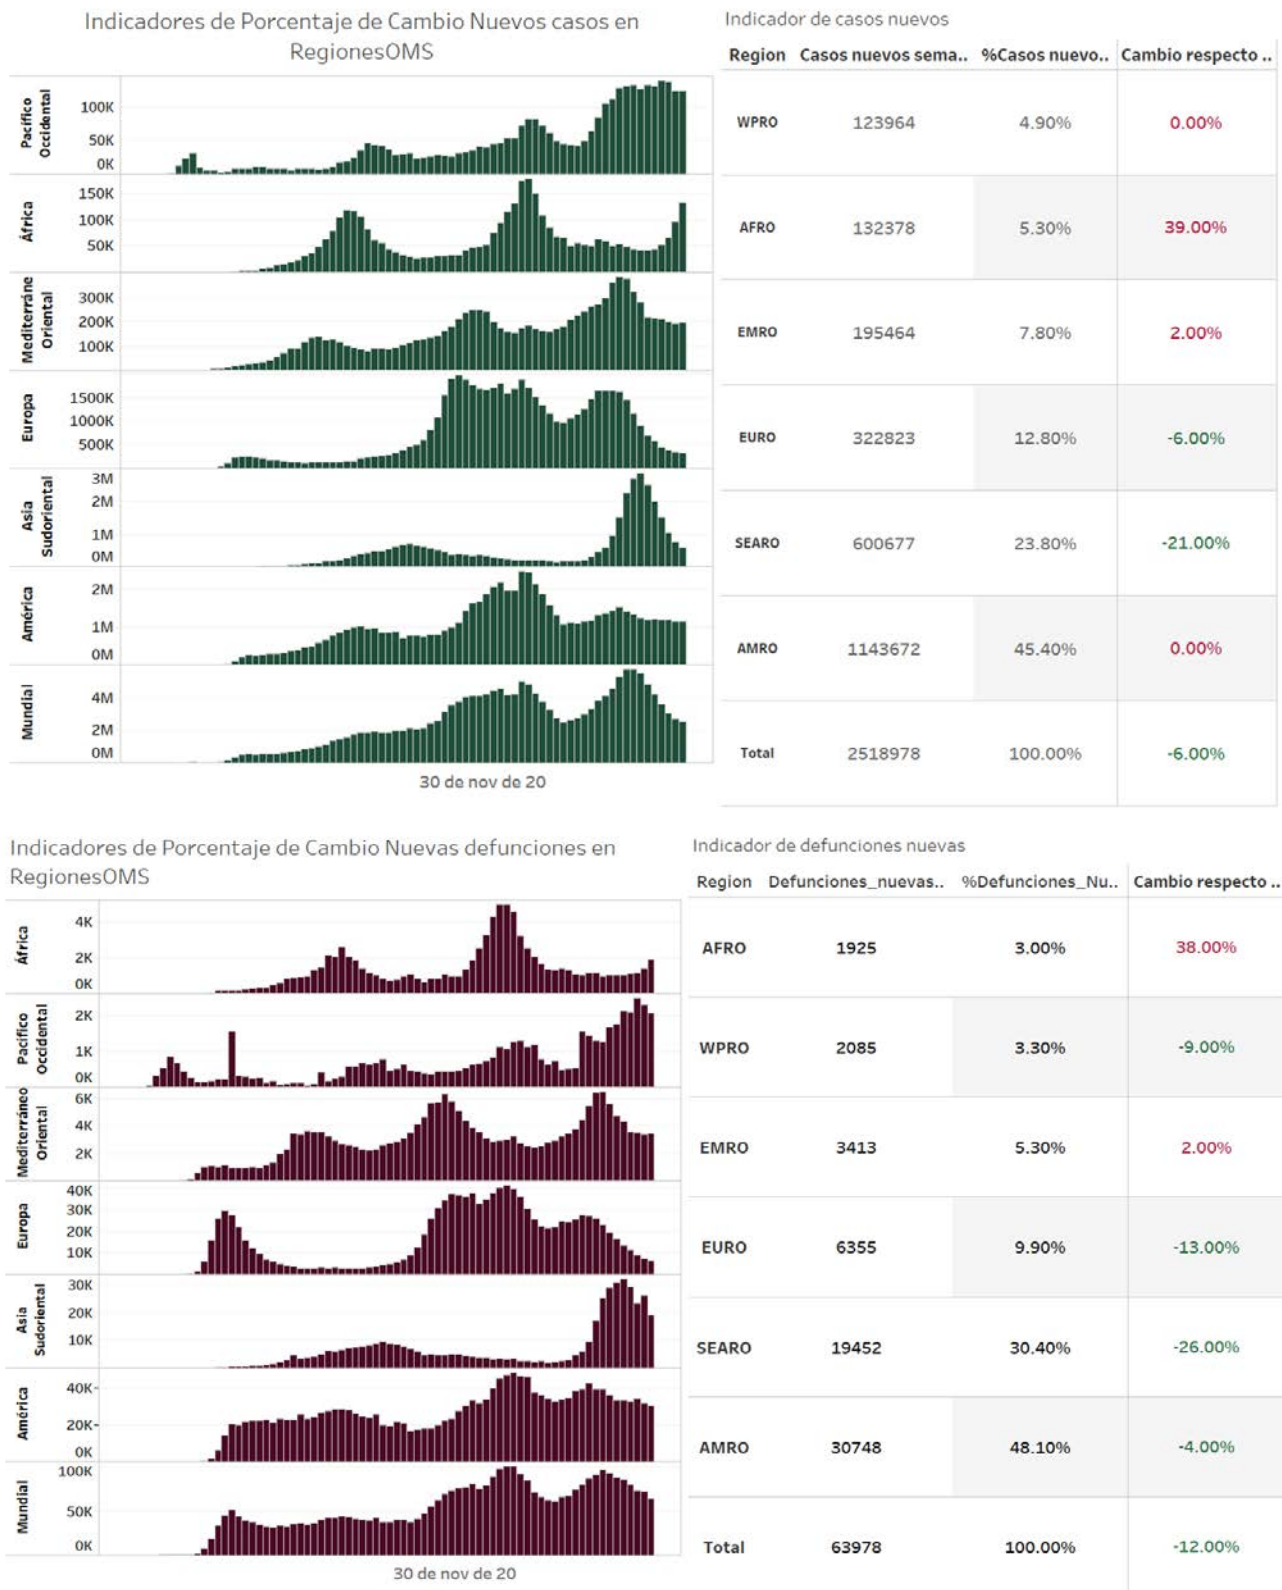 Indicadores de Porcentaje de Cambio Nuevos casos en
RegionesOMS
Pacífico
Occidental
100K
50K
0K
África
150K
100K
50K
Mediterráne
Oriental
300K
200K
100K
Europa
1500K
1000K
500K
Asia
Sudoriental
3M
2M
1M
0M
América
2M
1M
0M
Mundial
4M
2M
0M
30 de nov de 20
Indicador de casos nuevos
Region Casos nuevos sema.. %Casos nuevo.. Cambio respecto ..
WPRO 123964 4.90% 0.00%
AFRO 132378 5.30% 39.00%
EMRO 195464 7.80% 2.00%
EURO 322823 12.80% -6.00%
SEARO 600677 23.80% -21.00%
AMRO 1143672 45.40% 0.00%
Total 2518978 100.00% -6.00%
Indicadores de Porcentaje de Cambio Nuevas defunciones en
RegionesOMS
África
4K
2K
0K
Pacífico
Occidental
2K
1K
0K
Mediterráneo
Oriental
6K
4K
2K
Europa
40K
30K
20K
10K
Asia
Sudoriental
30K
20K
10K
América
40K
20K
0K
Mundial
100K
50K
0K
30 de nov de 20
Indicador de defunciones nuevas
Region Defunciones_nuevas.. %Defunciones_Nu.. Cambio respecto ..
AFRO 1925 3.00% 38.00%
WPRO 2085 3.30% -9.00%
EMRO 3413 5.30% 2.00%
EURO 6355 9.90% -13.00%
SEARO 19452 30.40% -26.00%
AMRO 30748 48.10% -4.00%
Total 63978 100.00% -12.00%